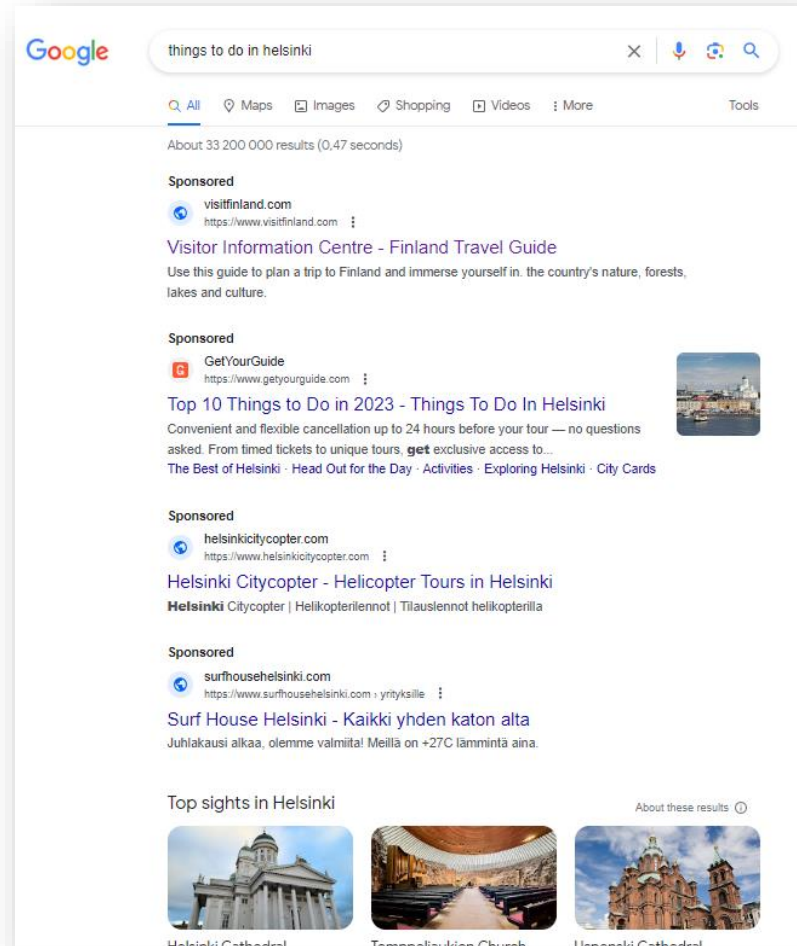 Google
things to do in helsinki
All Maps Images Shopping Videos More Tools
About 33 200 000 results (0,47 seconds)
Sponsored
visitfinland.com
https://www.visitfinland.com
Visitor Information Centre - Finland Travel Guide
Use this guide to plan a trip to Finland and immerse yourself in. the country's nature, forests,
lakes and culture.
Sponsored
G
GetYourGuide
https://www.getyourguide.com
Top 10 Things to Do in 2023 - Things To Do In Helsinki
Convenient and flexible cancellation up to 24 hours before your tour — no questions
asked. From timed tickets to unique tours, get exclusive access to...
The Best of Helsinki · Head Out for the Day · Activities · Exploring Helsinki · City Cards
Sponsored
helsinkicitycopter.com
https://www.helsinkicitycopter.com
Helsinki Citycopter - Helicopter Tours in Helsinki
Helsinki Citycopter | Helikopterilennot | Tilauslennot helikopterilla
Sponsored
surfhousehelsinki.com
https://www.surfhousehelsinki.com › yrityksille
Surf House Helsinki - Kaikki yhden katon alta
Juhlakausi alkaa, olemme valmiita! Meillä on +27C lämmintä aina.
Top sights in Helsinki
About these results
Helsinki Cathedral Temppeliaukion Church Uspenski Cathedral